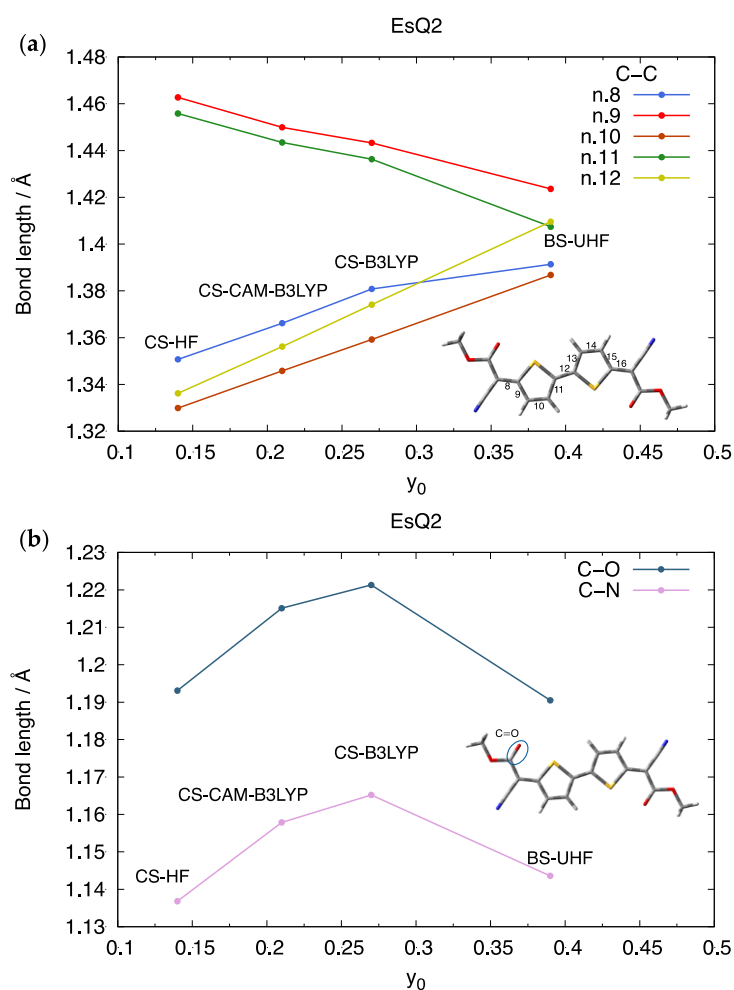 (a)
EsQ2
Bond length / Å
1.48
1.46
1.44
1.42
1.4
1.38
1.36
1.34
1.32
C–C
n.8
n.9
n.10
n.11
n.12
BS-UHF
CS-B3LYP
CS-CAM-B3LYP
CS-HF
8
9
10
11
12
13
14
15
16
0.1
0.15
0.2
0.25
0.3
0.35
0.4
0.45
0.5
y0
(b)
EsQ2
Bond length / Å
1.23
1.22
1.21
1.2
1.19
1.18
1.17
1.16
1.15
1.14
1.13
C–O
C–N
C=O
CS-B3LYP
CS-CAM-B3LYP
BS-UHF
CS-HF
0.1
0.15
0.2
0.25
0.3
0.35
0.4
0.45
0.5
y0